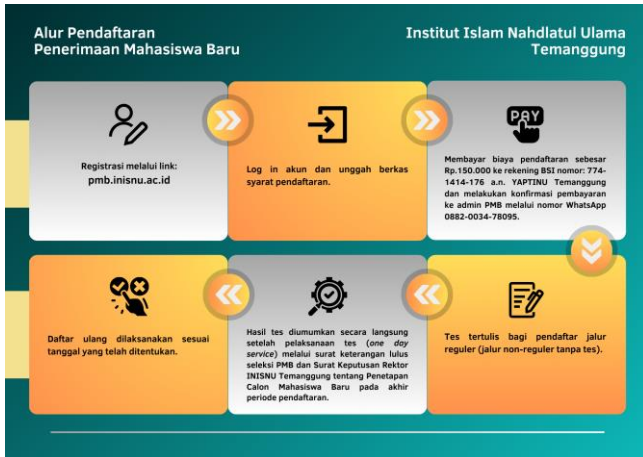 Alur Pendaftaran
Penerimaan Mahasiswa Baru
Institut Islam Nahdlatul Ulama
Temanggung
Registrasi melalui link:
pmb.inisnu.ac.id
Log in akun dan unggah berkas
syarat pendaftaran.
PAY
Membayar biaya pendaftaran sebesar
Rp.150.000 ke rekening BSI nomor: 774-
1414-176 a.n. YAPTINU Temanggung
dan melakukan konfirmasi pembayaran
ke admin PMB melalui nomor WhatsApp
0882-0034-78095.
Tes tertulis bagi pendaftar jalur
reguler (jalur non-reguler tanpa tes).
Hasil tes diumumkan secara langsung
setelah pelaksanaan tes (one day
service) melalui surat keterangan lulus
seleksi PMB dan Surat Keputusan Rektor
INISNU Temanggung tentang Penetapan
Calon Mahasiswa Baru pada akhir
periode pendaftaran.
Daftar ulang dilaksanakan sesuai
tanggal yang telah ditentukan.